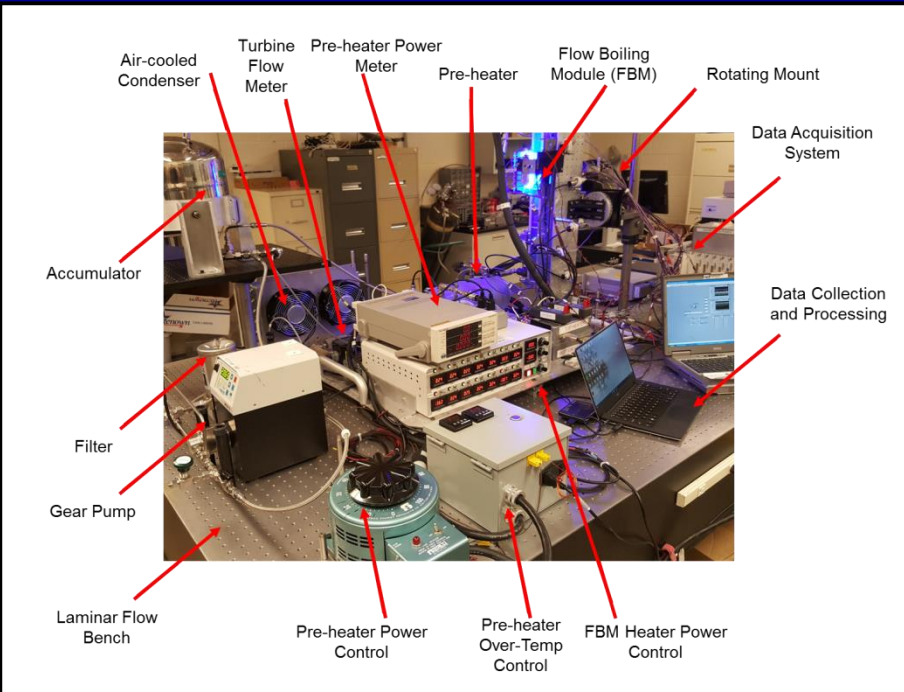 Air-cooled
Condenser
Turbine
Flow
Meter
Pre-heater Power
Meter
Pre-heater
Flow Boiling
Module (FBM)
Rotating Mount
Data Acquisition
System
Accumulator
Data Collection
and Processing
Filter
Gear Pump
Laminar Flow
Bench
Pre-heater Power
Control
Pre-heater
Over-Temp
Control
FBM Heater Power
Control